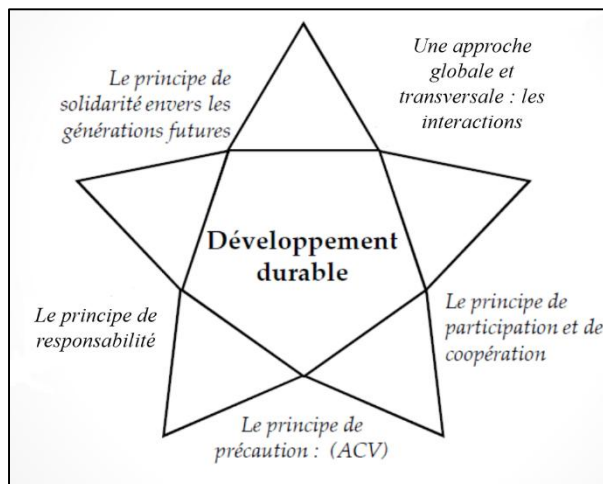 Le principe de
solidarité envers les
générations futures
Une approche
globale et
transversale : les
interactions
Développement
durable
Le principe de
responsabilité
Le principe de
participation et de
coopération
Le principe de
précaution : (ACV)